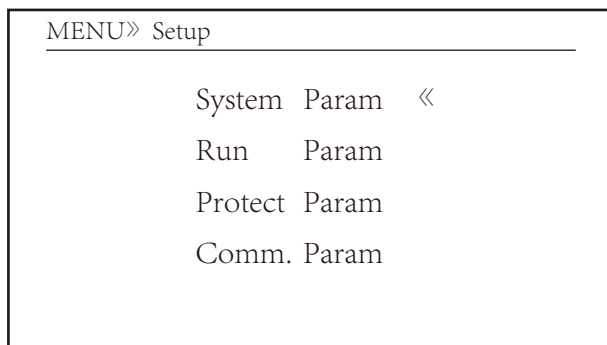 MENU》 Setup
System Param 《
Run Param
Protect Param
Comm. Param